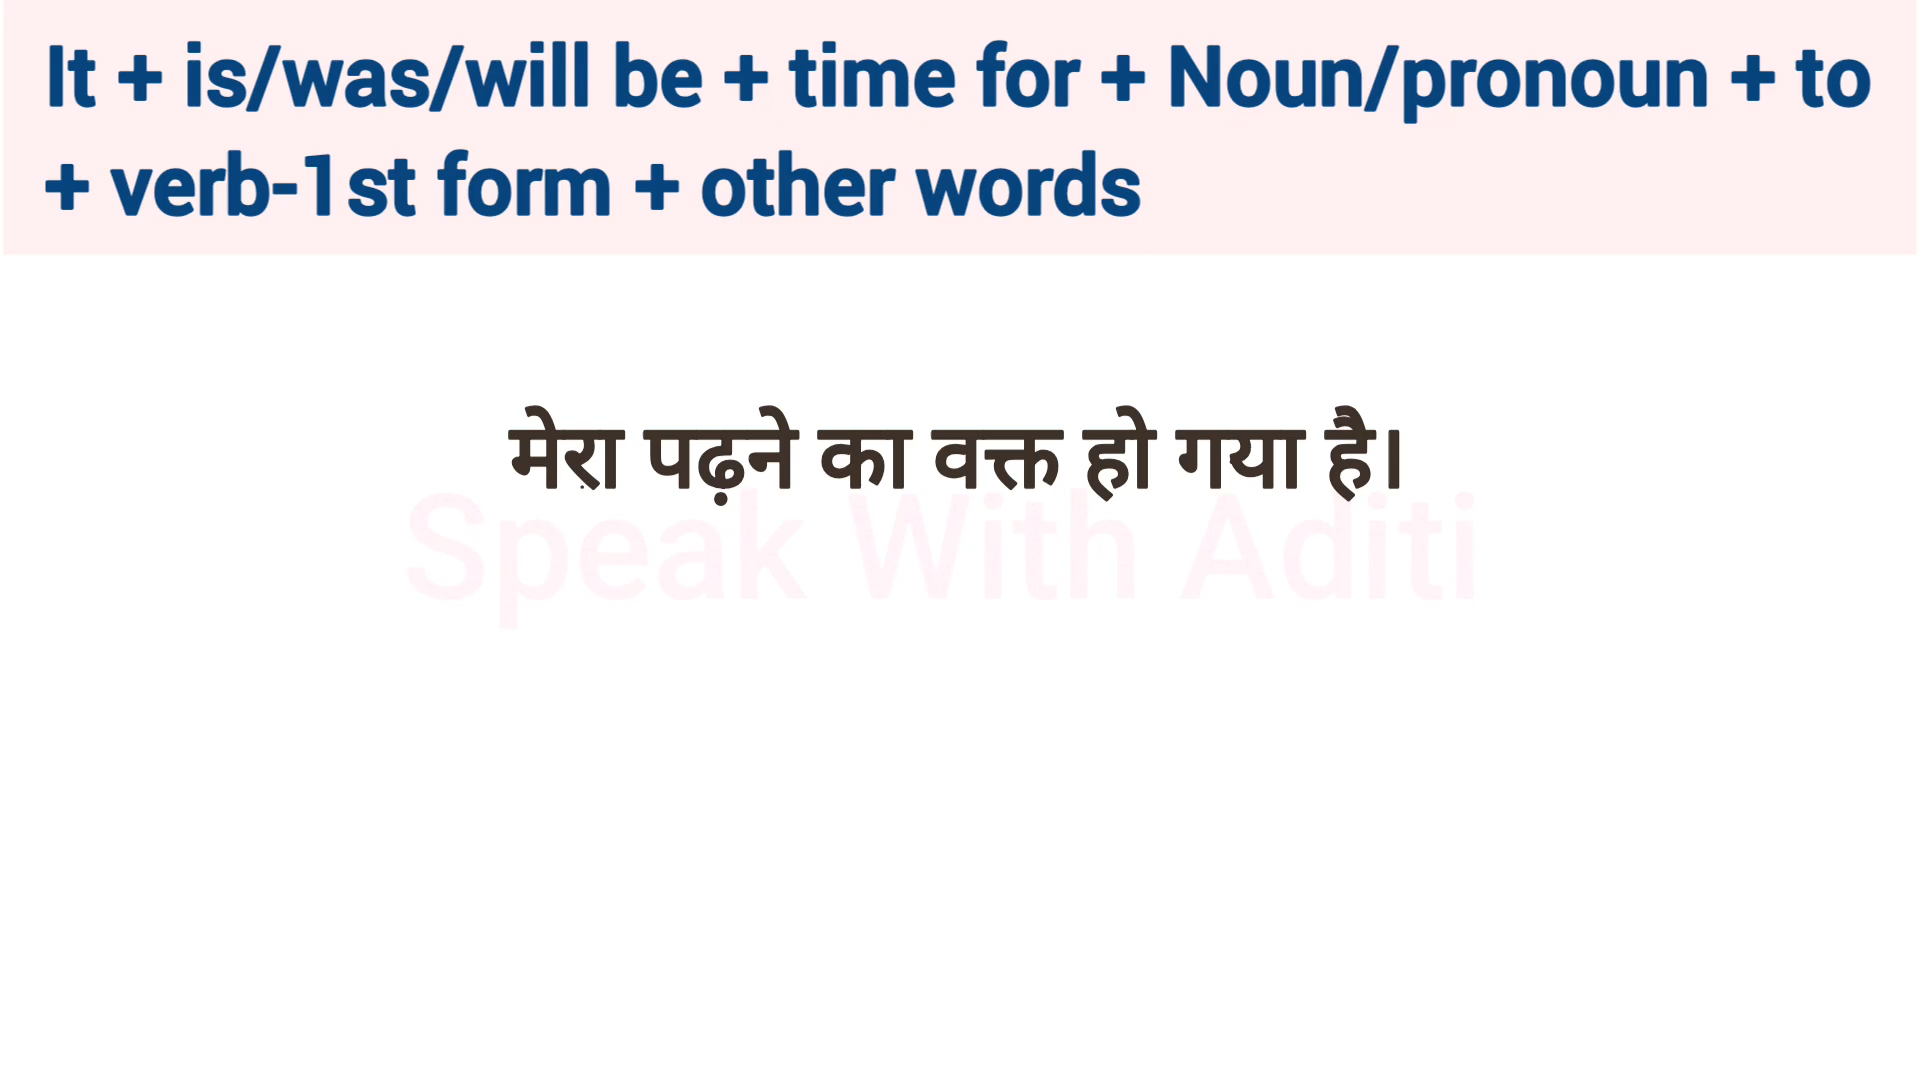 It + is/was/will be + time for + Noun/pronoun + to
+ verb-1st form + other words
मेरा पढ़ने का वक्त हो गया है।
Speak With Aditi